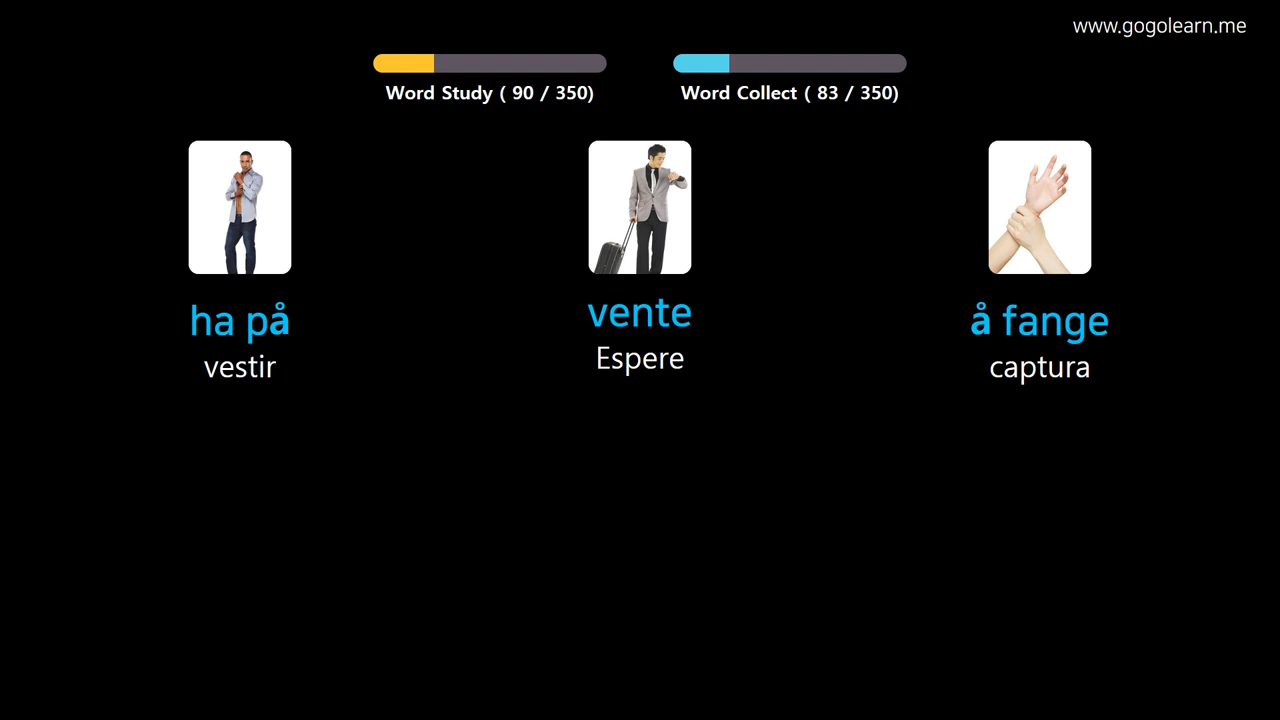 www.gogolearn.me
Word Study ( 90 / 350)
Word Collect ( 83 / 350)
ha på
vestir
vente
Espere
å fange
captura